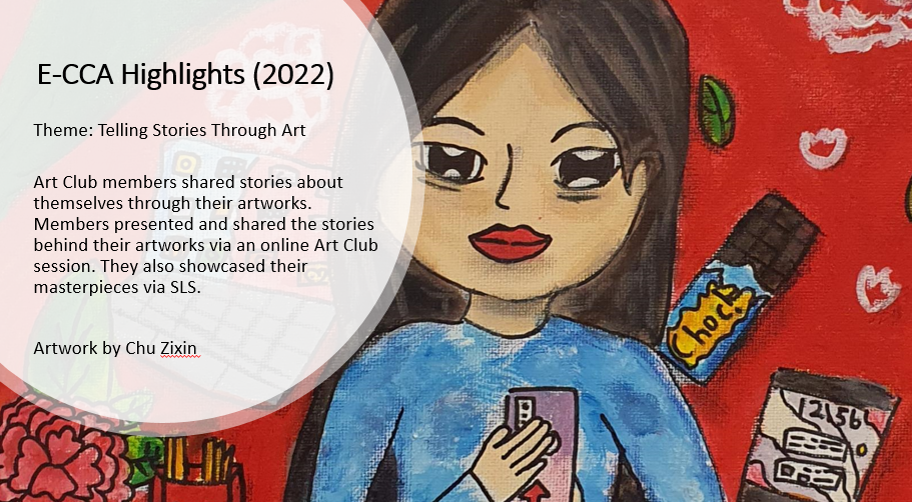 E-CCA Highlights (2022)
Theme: Telling Stories Through Art
Art Club members shared stories about
themselves through their artworks.
Members presented and shared the stories
behind their artworks via an online Art Club
session. They also showcased their
masterpieces via SLS.
Artwork by Chu Zixin
Choc